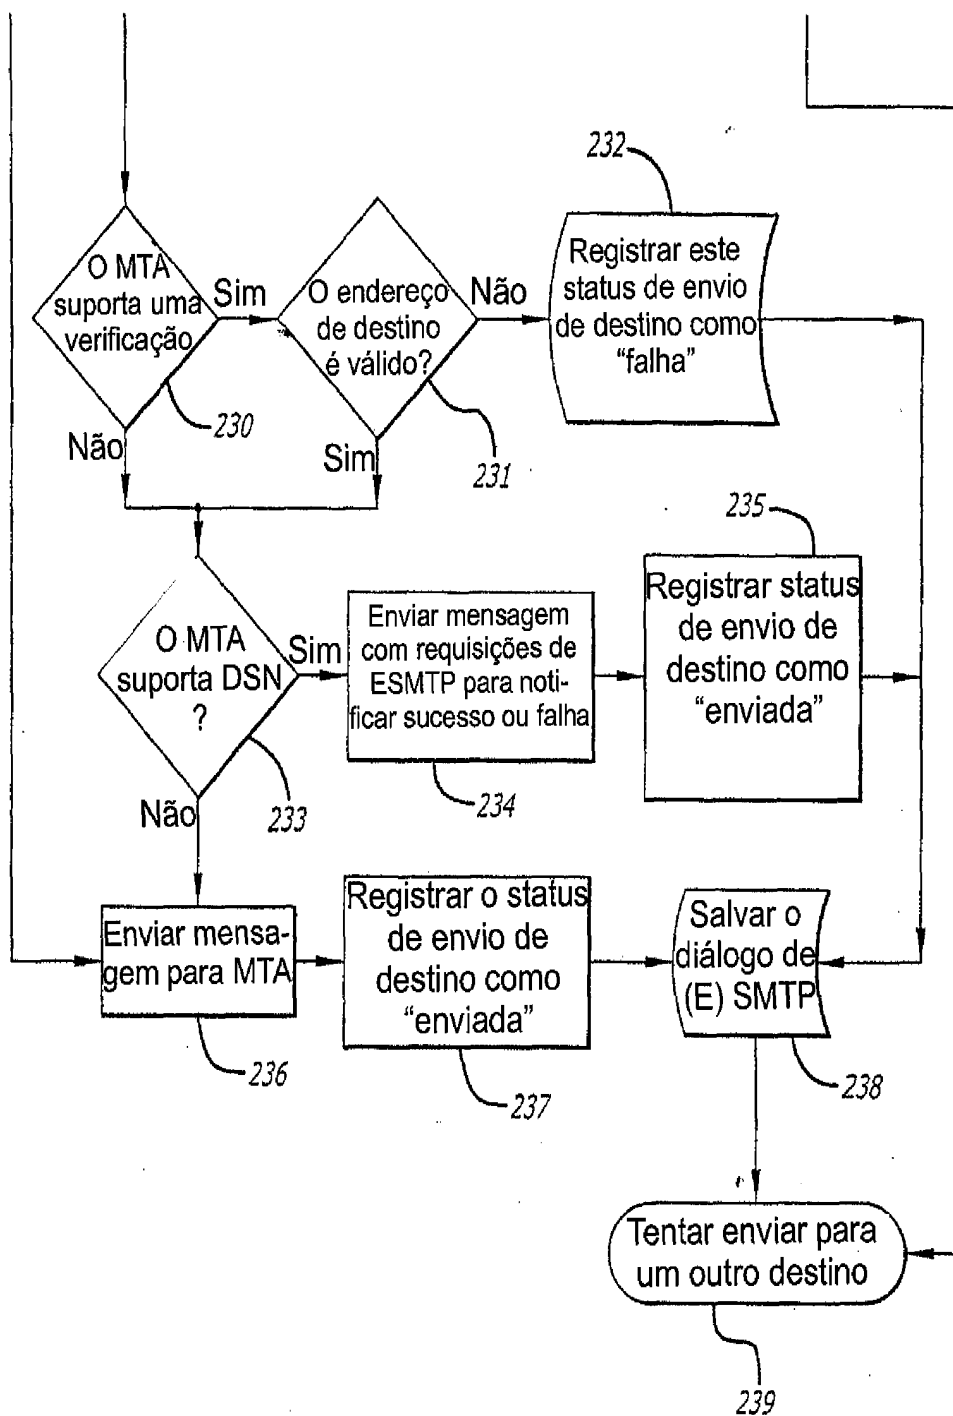 232
O MTA
suporta uma
verificação
Sim
O endereço
de destino
é válido?
Não
Registrar este
status de envio
de destino como
“falha”
230
Não
Sim
231
235
O MTA
suporta DSN
?
Sim
Enviar mensagem
com requisições de
ESMTP para noti-
ficar sucesso ou falha
Registrar status
de envio de
destino como
“enviada”
234
233
Não
Enviar mensa-
gem para MTA
Registrar o status
de envio de
destino como
“enviada”
Salvar o
diálogo de
(E) SMTP
236
237
238
Tentar enviar para
um outro destino
239